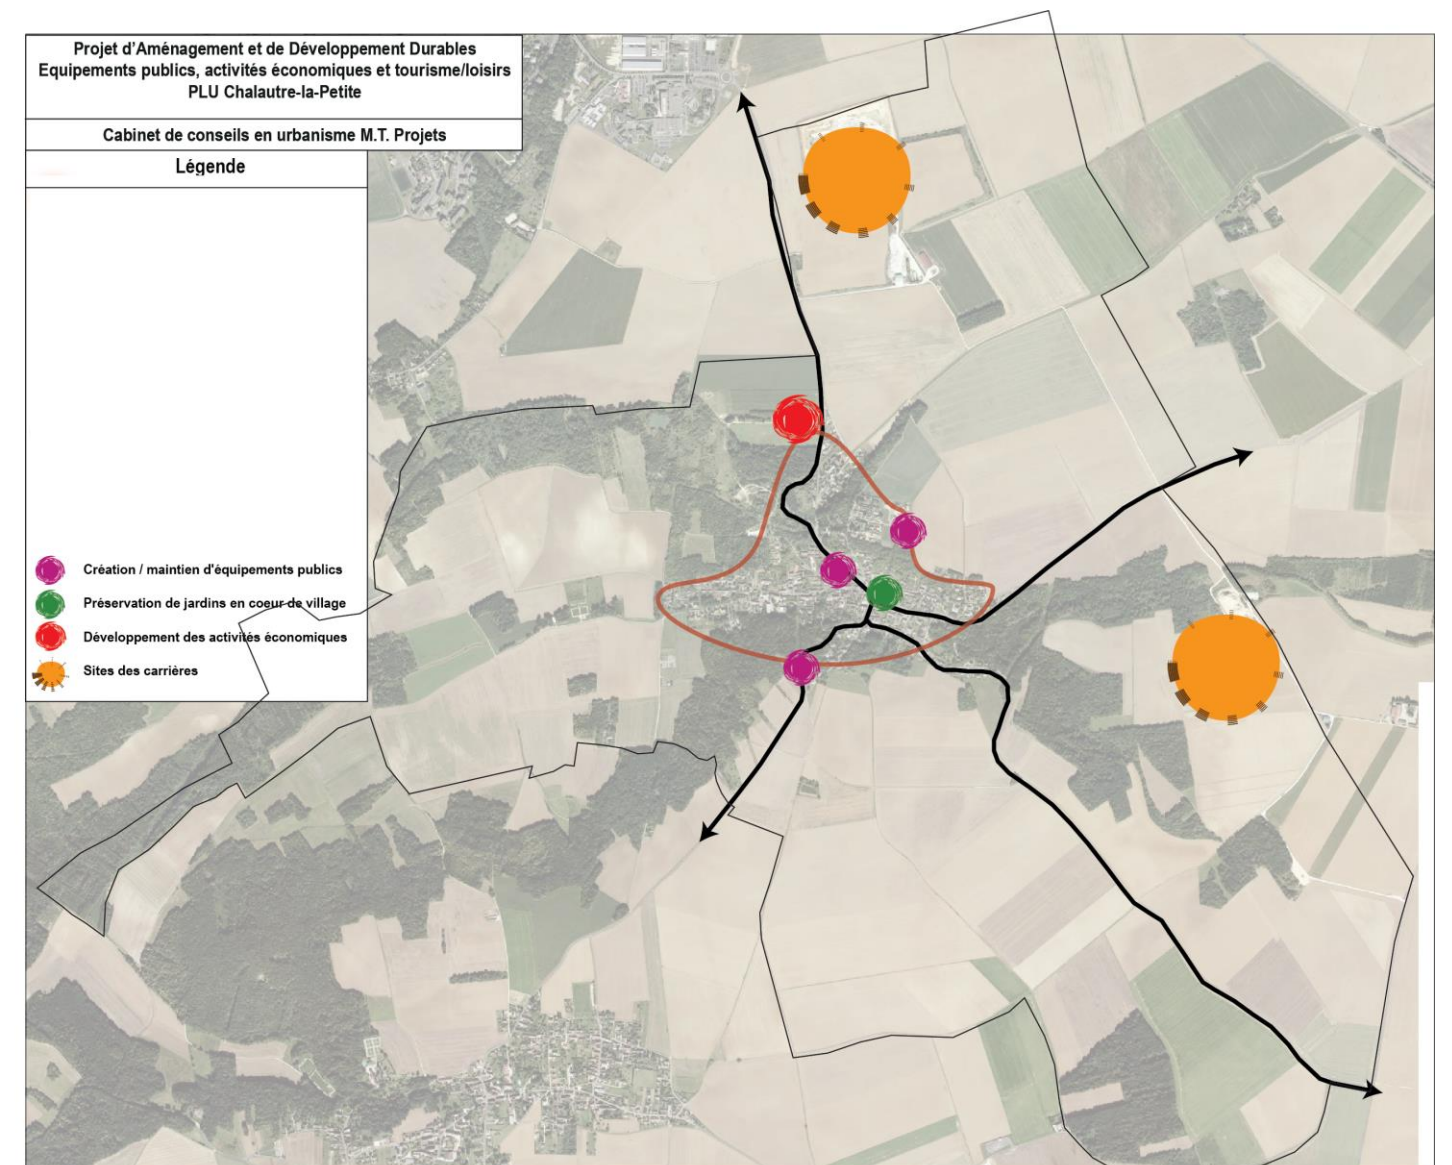 Projet d'Aménagement et de Développement Durables
Equipements publics, activités économiques et tourisme/loisirs
PLU Chalautre-la-Petite
Cabinet de conseils en urbanisme M.T. Projets
Légende
Création / maintien d'équipements publics
Préservation de jardins en coeur de village
Développement des activités économiques
Sites des carrières